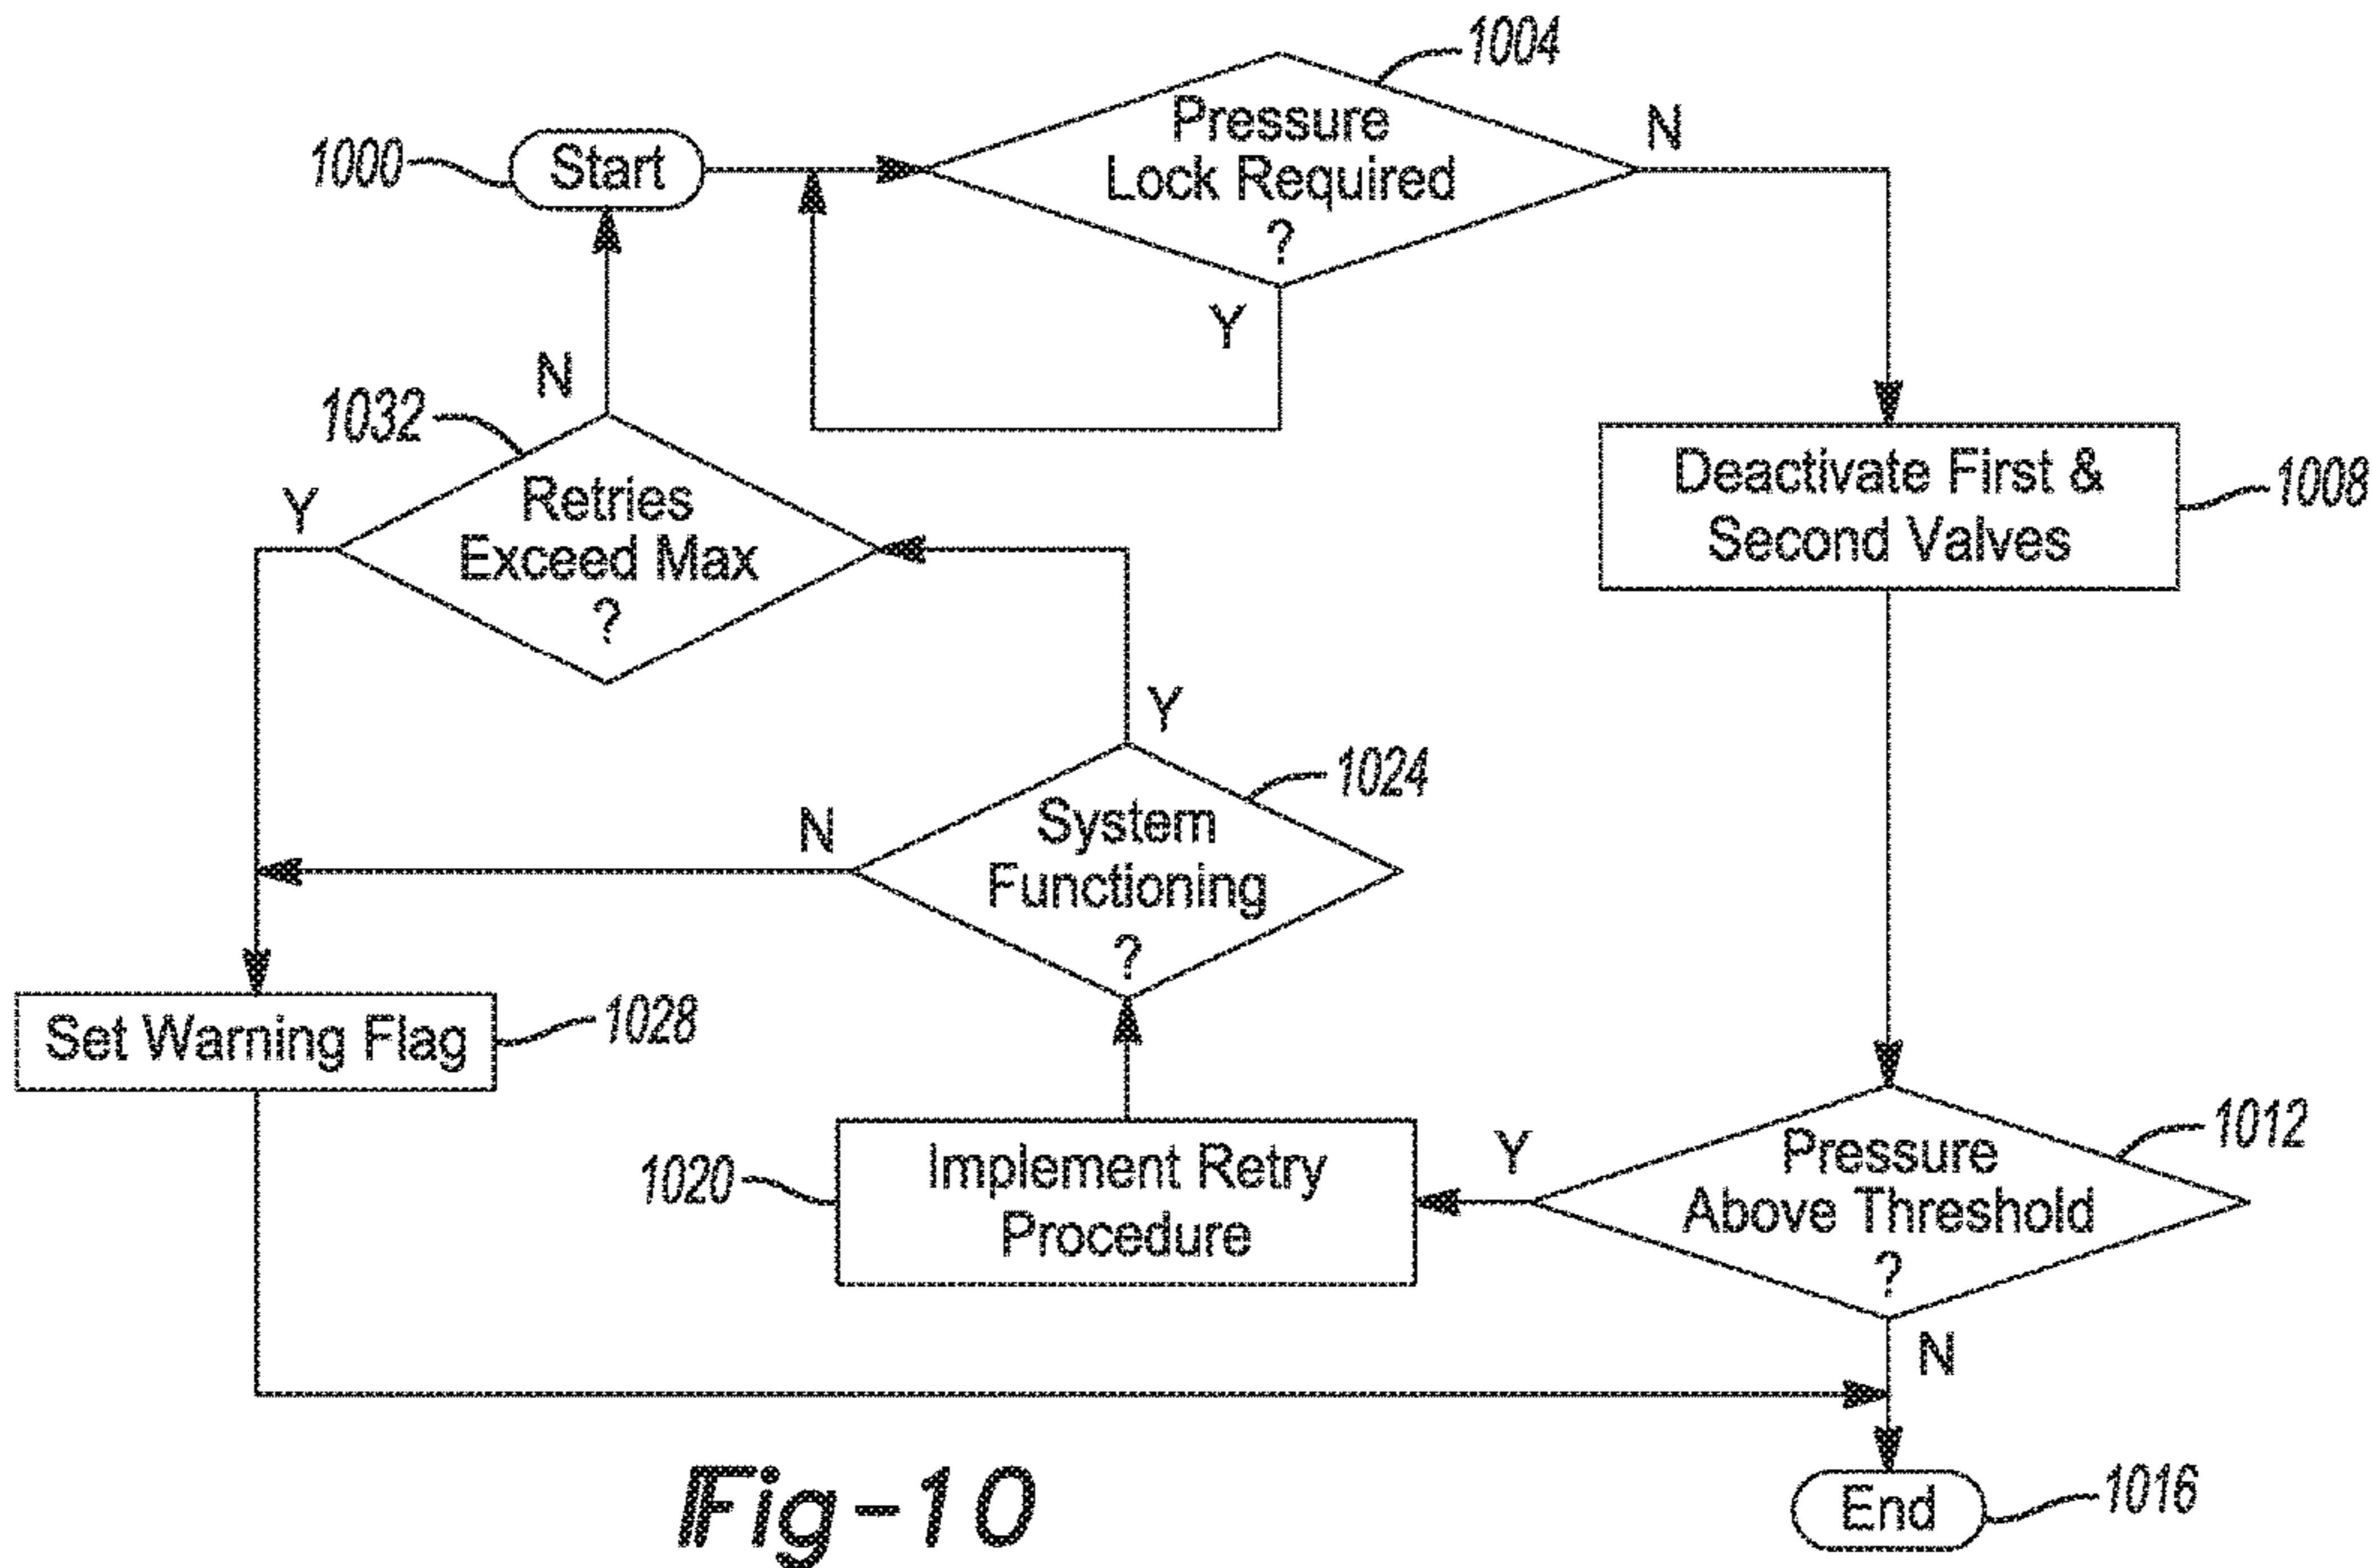 1004
Pressure
Lock Required
?
N
Y
1000
Start
N
1032
Retries
Exceed Max
?
Y
Deactivate First &
Second Valves
1008
Y
1024
System
Functioning
?
N
Set Warning Flag
1028
1020
Implement Retry
Procedure
Y
1012
Pressure
Above Threshold
?
N
End
1016
Fig-10